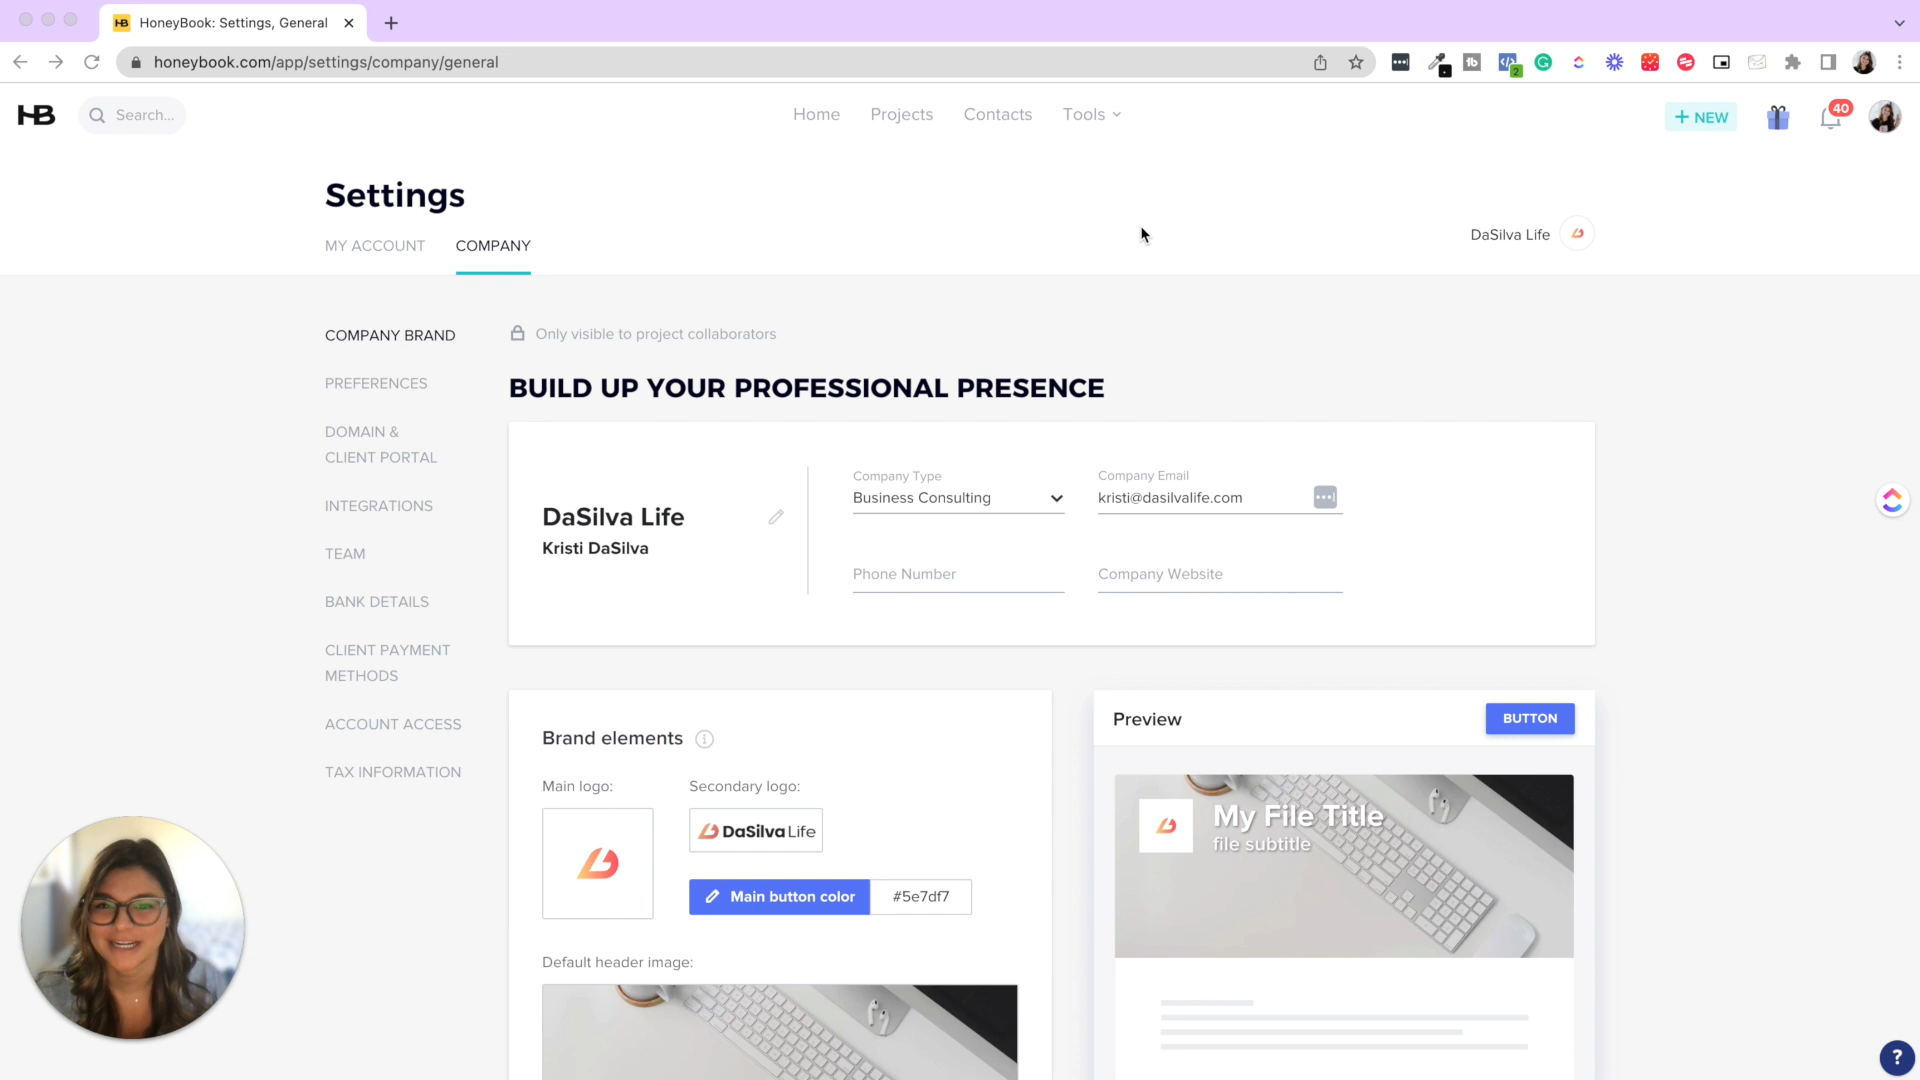 HoneyBook: Settings, General
honeybook.com/app/settings/company/general
HB
Search...
Home
Projects
Contacts
Tools
+ NEW
40
Settings
MY ACCOUNT
COMPANY
DaSilva Life
COMPANY BRAND
PREFERENCES
DOMAIN &
CLIENT PORTAL
INTEGRATIONS
TEAM
BANK DETAILS
CLIENT PAYMENT
METHODS
ACCOUNT ACCESS
TAX INFORMATION
Only visible to project collaborators
BUILD UP YOUR PROFESSIONAL PRESENCE
DaSilva Life
Kristi DaSilva
Company Type
Business Consulting
Company Email
kristi@dasilvalife.com
Phone Number
Company Website
Brand elements
Main logo:
Secondary logo:
DaSilva Life
Main button color
#5e7df7
Default header image:
Preview
BUTTON
My File Title
file subtitle
?